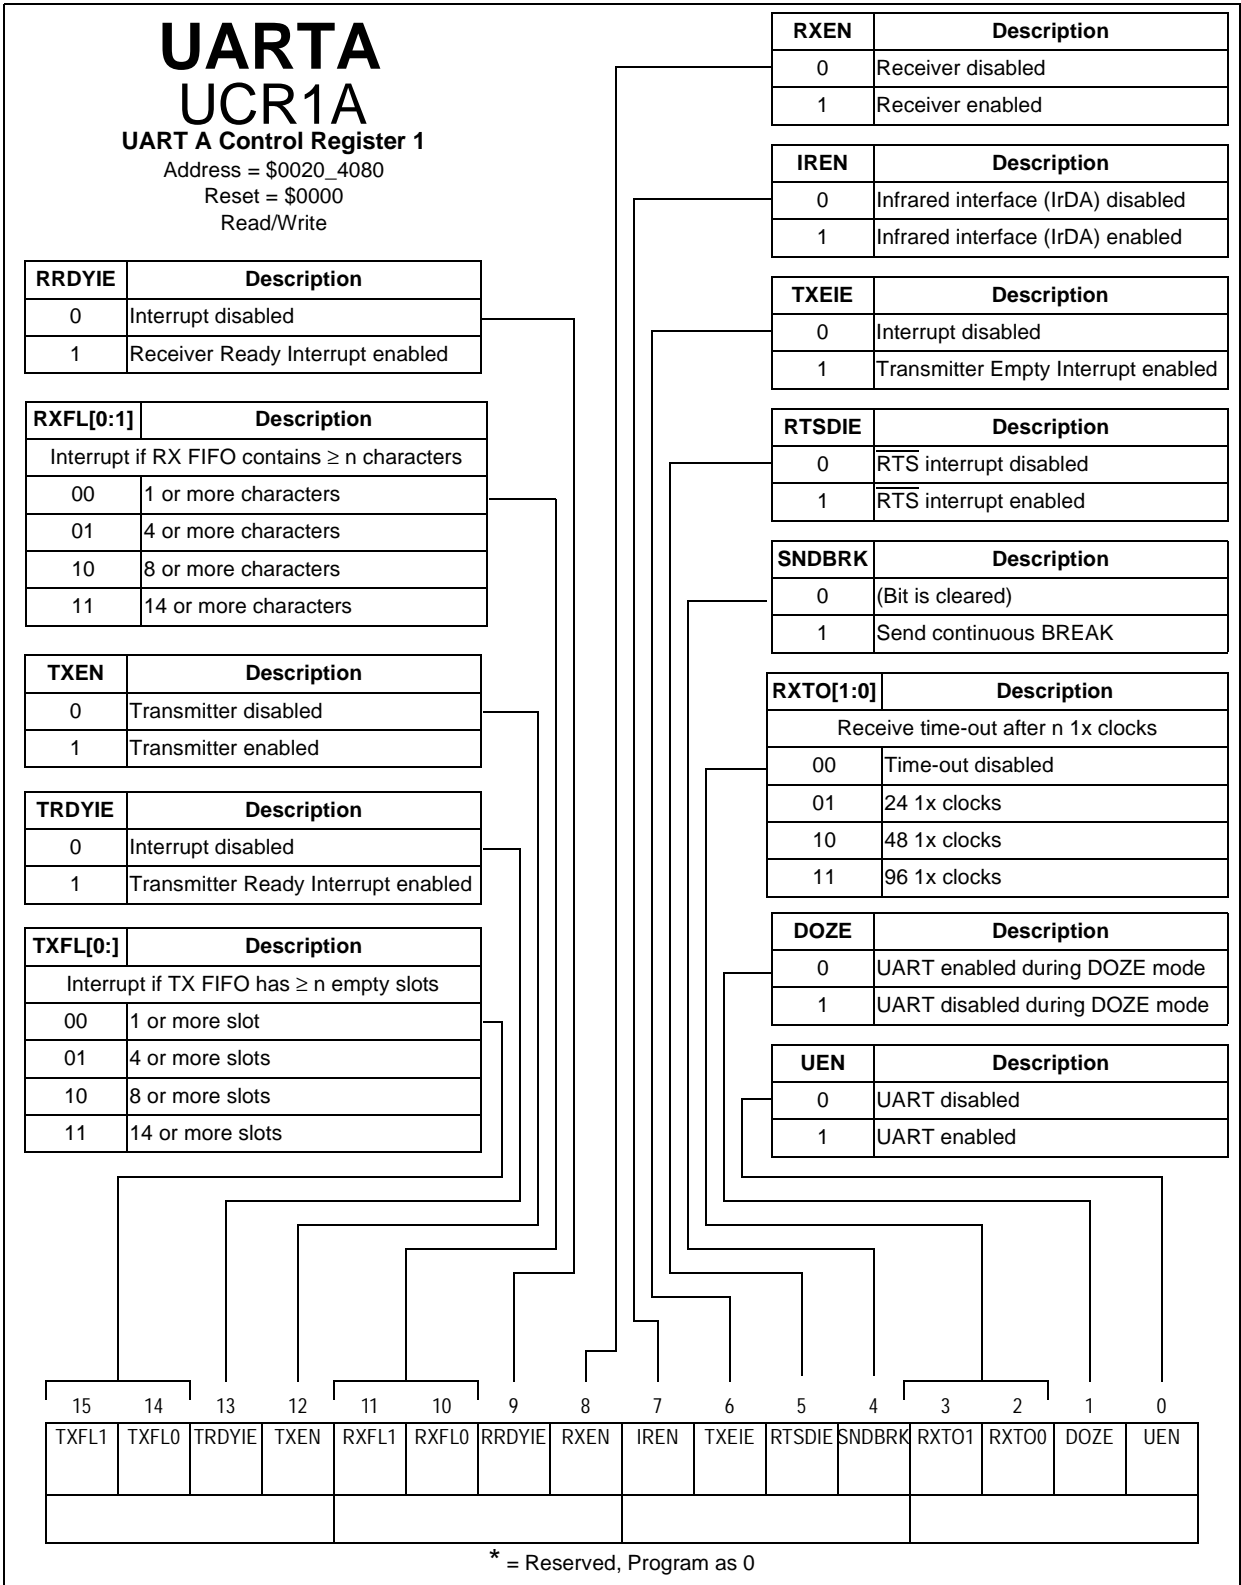 UARTA
UCR1A
UART A Control Register 1
Address = $0020_4080
Reset = $0000
Read/Write
RRDYIE Description
0 Interrupt disabled
1 Receiver Ready Interrupt enabled
RXFL[0:1] Description
Interrupt if RX FIFO contains ≥ n characters
00 1 or more characters
01 4 or more characters
10 8 or more characters
11 14 or more characters
TXEN Description
0 Transmitter disabled
1 Transmitter enabled
TRDYIE Description
0 Interrupt disabled
1 Transmitter Ready Interrupt enabled
TXFL[0:] Description
Interrupt if TX FIFO has ≥ n empty slots
00 1 or more slot
01 4 or more slots
10 8 or more slots
11 14 or more slots
RXEN Description
0 Receiver disabled
1 Receiver enabled
IREN Description
0 Infrared interface (IrDA) disabled
1 Infrared interface (IrDA) enabled
TXEIE Description
0 Interrupt disabled
1 Transmitter Empty Interrupt enabled
RTSDIE Description
0 R̅T̅S̅ interrupt disabled
1 R̅T̅S̅ interrupt enabled
SNDBRK Description
0 (Bit is cleared)
1 Send continuous BREAK
RXTO[1:0] Description
Receive time-out after n 1x clocks
00 Time-out disabled
01 24 1x clocks
10 48 1x clocks
11 96 1x clocks
DOZE Description
0 UART enabled during DOZE mode
1 UART disabled during DOZE mode
UEN Description
0 UART disabled
1 UART enabled
15 14 13 12 11 10 9 8 7 6 5 4 3 2 1 0
TXFL1 TXFL0 TRDYIE TXEN RXFL1 RXFL0 RRDYIE RXEN IREN TXEIE RTSDIE SNDBRK RXTO1 RXTO0 DOZE UEN
* = Reserved, Program as 0